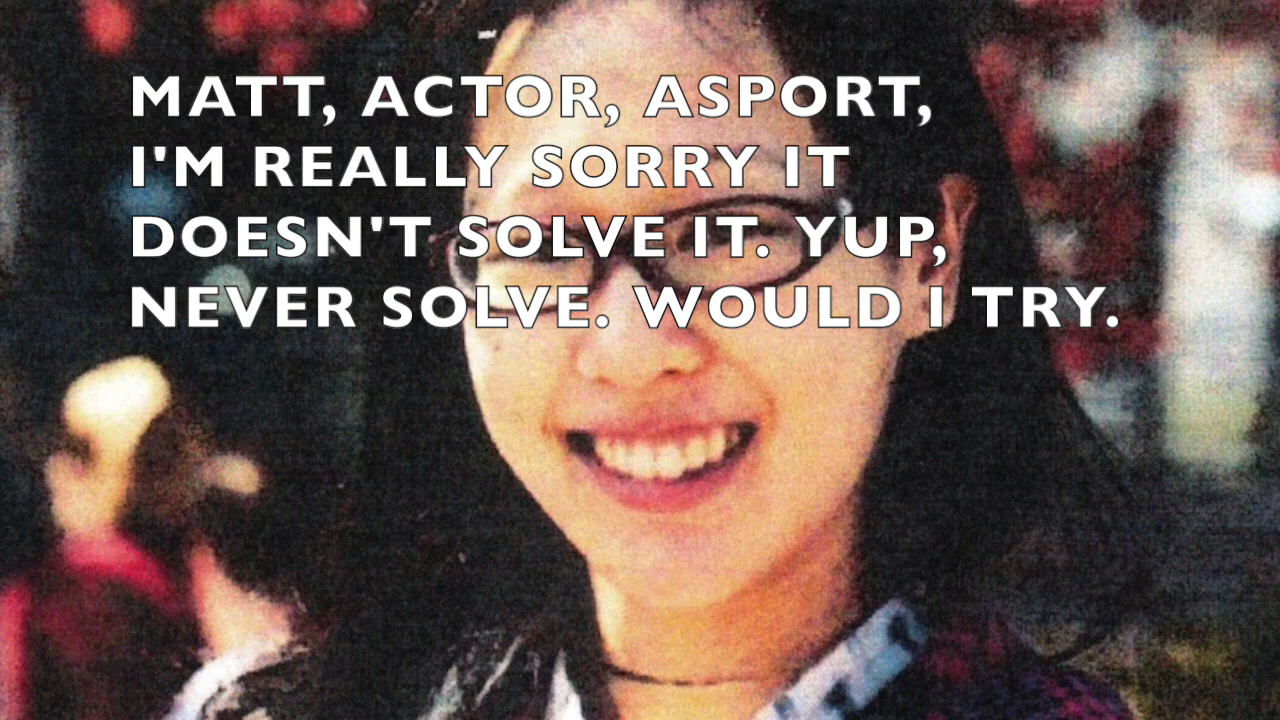 MATT, ACTOR, ASPORT,
I'M REALLY SORRY IT
DOESN'T SOLVE IT. YUP,
NEVER SOLVE. WOULD I TRY.